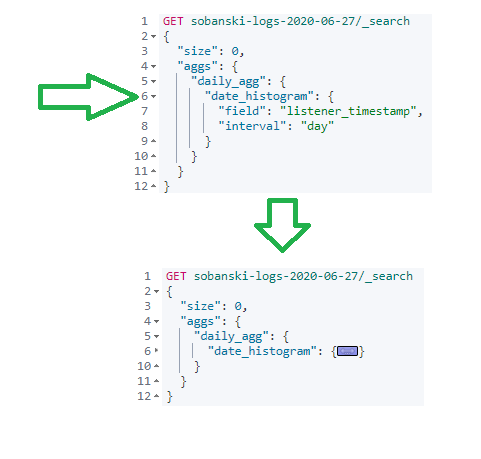 1 GET sobanski-logs-2020-06-27/_search
2 {
3 "size": 0,
4 "aggs": {
5 "daily_agg": {
6 "date_histogram": {
7 "field": "listener_timestamp",
8 "interval": "day"
9 }
10 }
11 }
12 }
1 GET sobanski-logs-2020-06-27/_search
2 {
3 "size": 0,
4 "aggs": {
5 "daily_agg": {
6 "date_histogram": {}
10 }
11 }
12 }